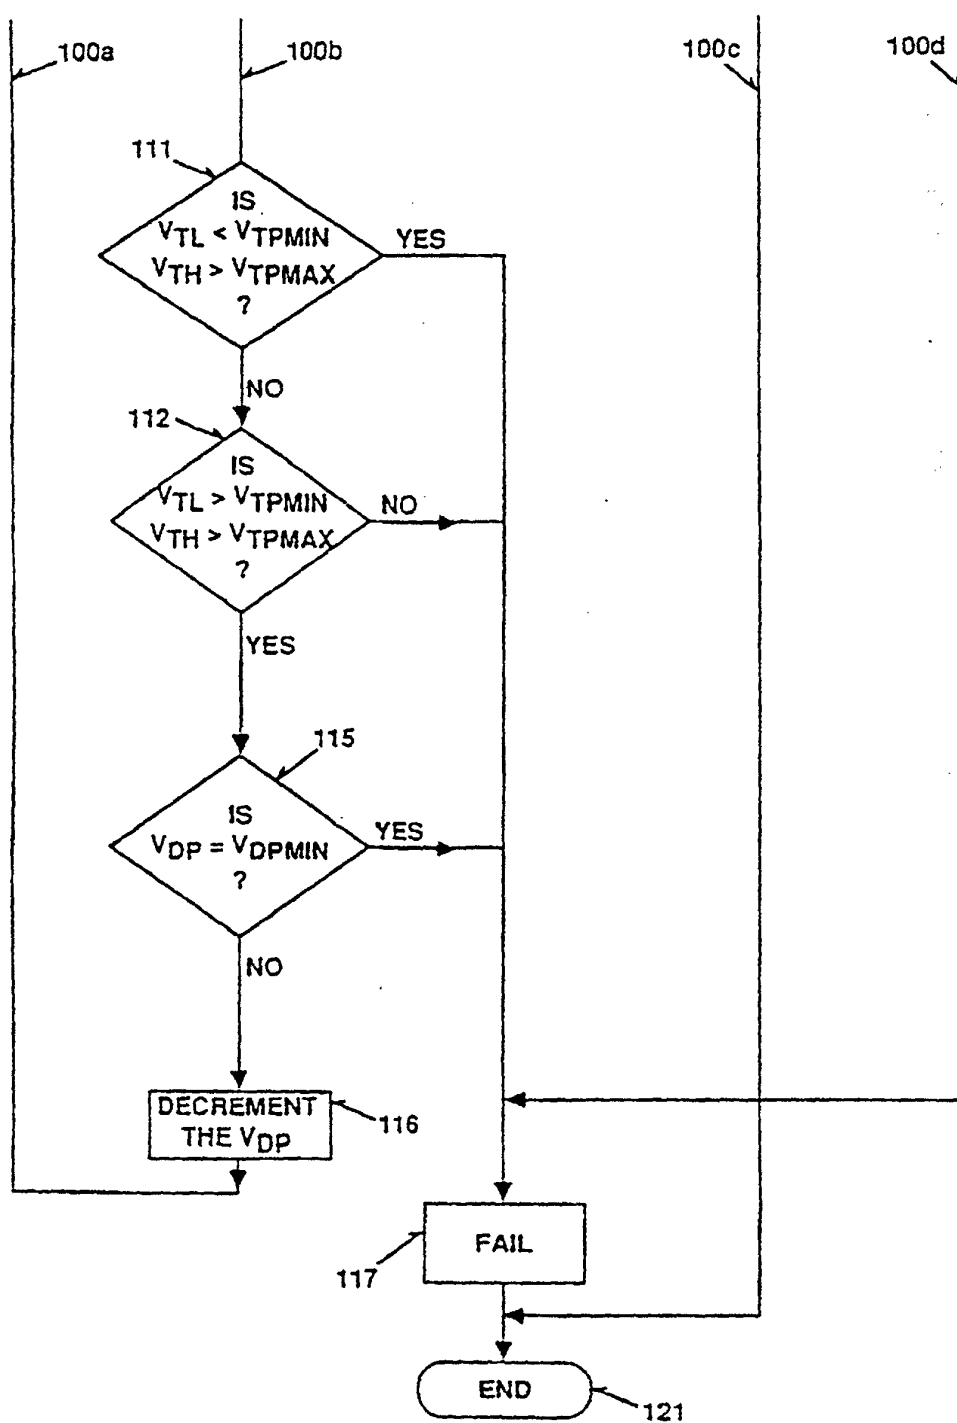 100a 100b 100c 100d
111
IS
VTL < VTPMIN
VTH > VTPMAX
?
YES
NO
112
IS
VTL > VTPMIN
VTH > VTPMAX
?
NO
YES
115
IS
VDP = VDPMIN
?
YES
NO
DECREMENT
THE VDP
116
FAIL
117
END
121